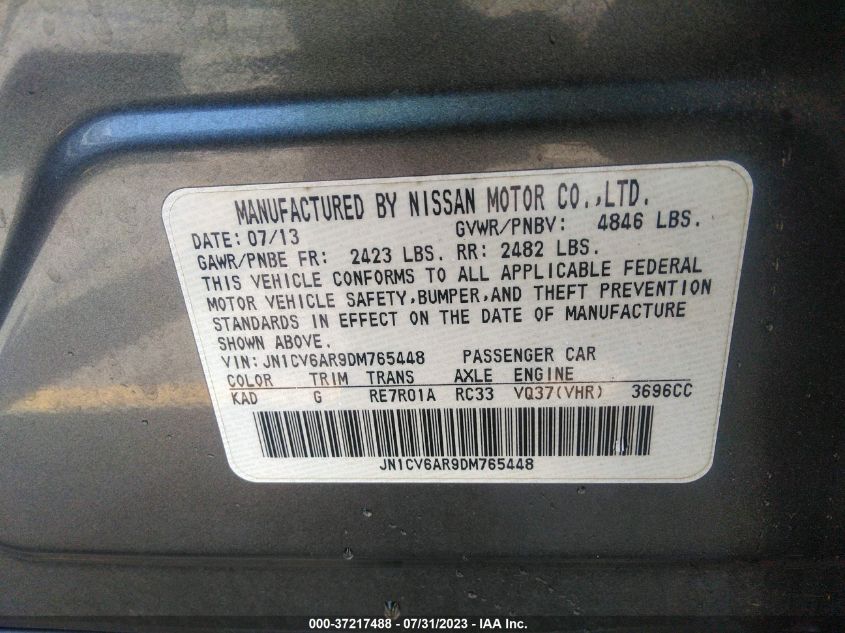 MANUFACTURED BY NISSAN MOTOR CO.,LTD.
DATE: 07/13 GVWR/PNBV: 4846 LBS.
GAWR/PNBE FR: 2423 LBS. RR: 2482 LBS.
THIS VEHICLE CONFORMS TO ALL APPLICABLE FEDERAL
MOTOR VEHICLE SAFETY,BUMPER,AND THEFT PREVENTION
STANDARDS IN EFFECT ON THE DATE OF MANUFACTURE
SHOWN ABOVE.
VIN:JN1CV6AR9DM765448 PASSENGER CAR
COLOR TRIM TRANS AXLE ENGINE
KAD G RE7R01A RC33 VQ37(VHR) 3696CC
JN1CV6AR9DM765448
000-37217488 - 07/31/2023 - IAA Inc.